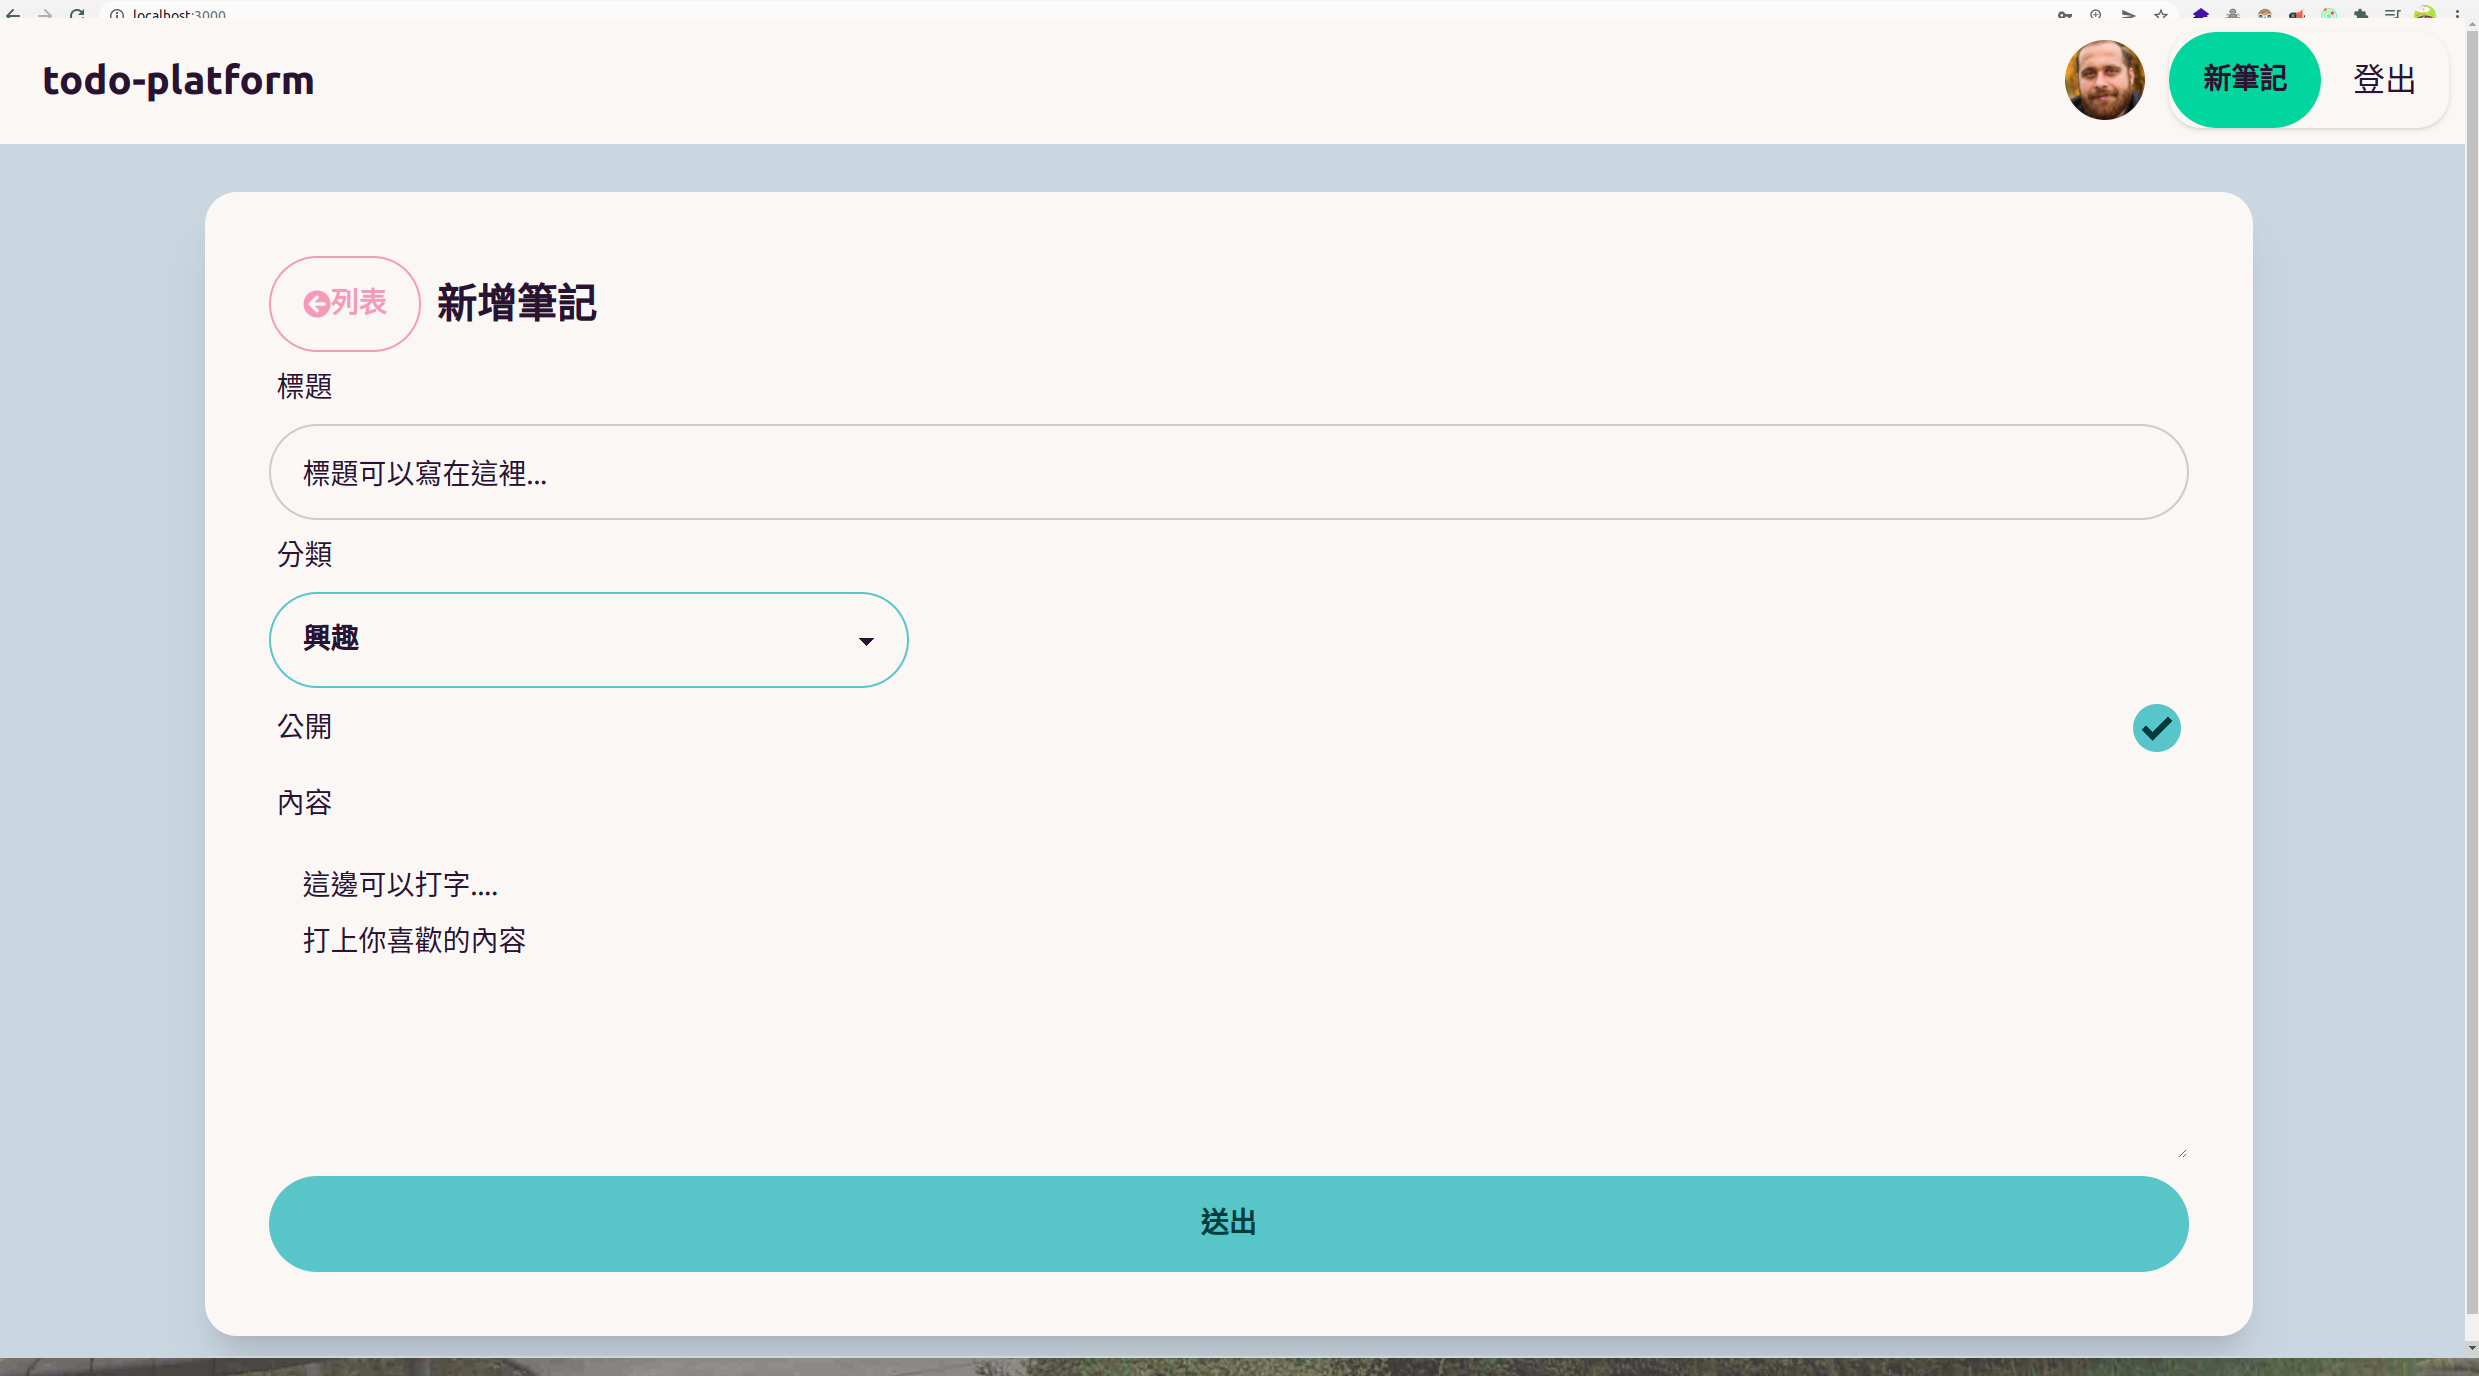 localhost:3000
todo-platform
新筆記
登出
列表
新增筆記
標題
標題可以寫在這裡...
分類
興趣
公開
內容
這邊可以打字....
打上你喜歡的內容
送出